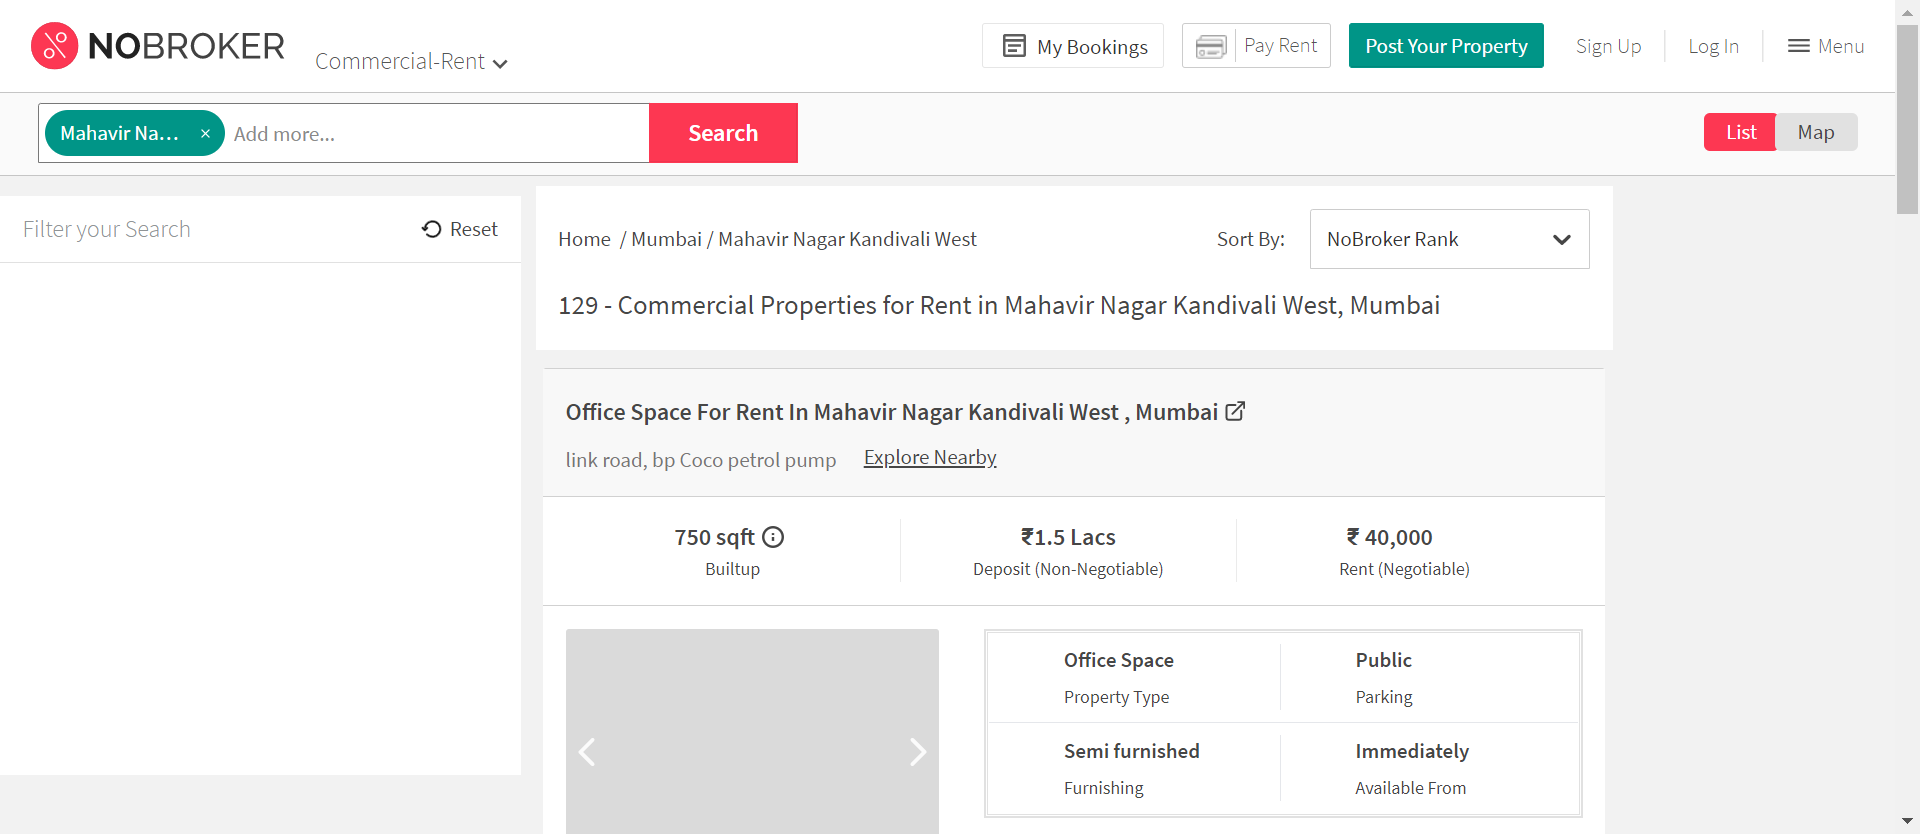 NOBROKER
Commercial-Rent
My Bookings
Pay Rent
Post Your Property
Sign Up
Log In
Menu
Mahavir Na...
×
Add more...
Search
List
Map
Filter your Search
Reset
Home / Mumbai / Mahavir Nagar Kandivali West
Sort By:
NoBroker Rank
129 - Commercial Properties for Rent in Mahavir Nagar Kandivali West, Mumbai
Office Space For Rent In Mahavir Nagar Kandivali West , Mumbai
link road, bp Coco petrol pump
Explore Nearby
750 sqft
Builtup
₹1.5 Lacs
Deposit (Non-Negotiable)
₹ 40,000
Rent (Negotiable)
Office Space
Property Type
Public
Parking
Semi furnished
Furnishing
Immediately
Available From